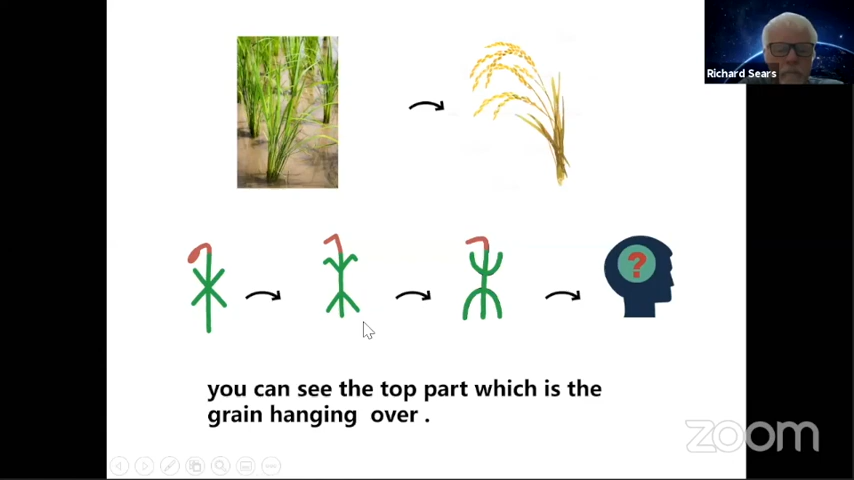 Richard Sears
?
you can see the top part which is the
grain hanging over .
zoom